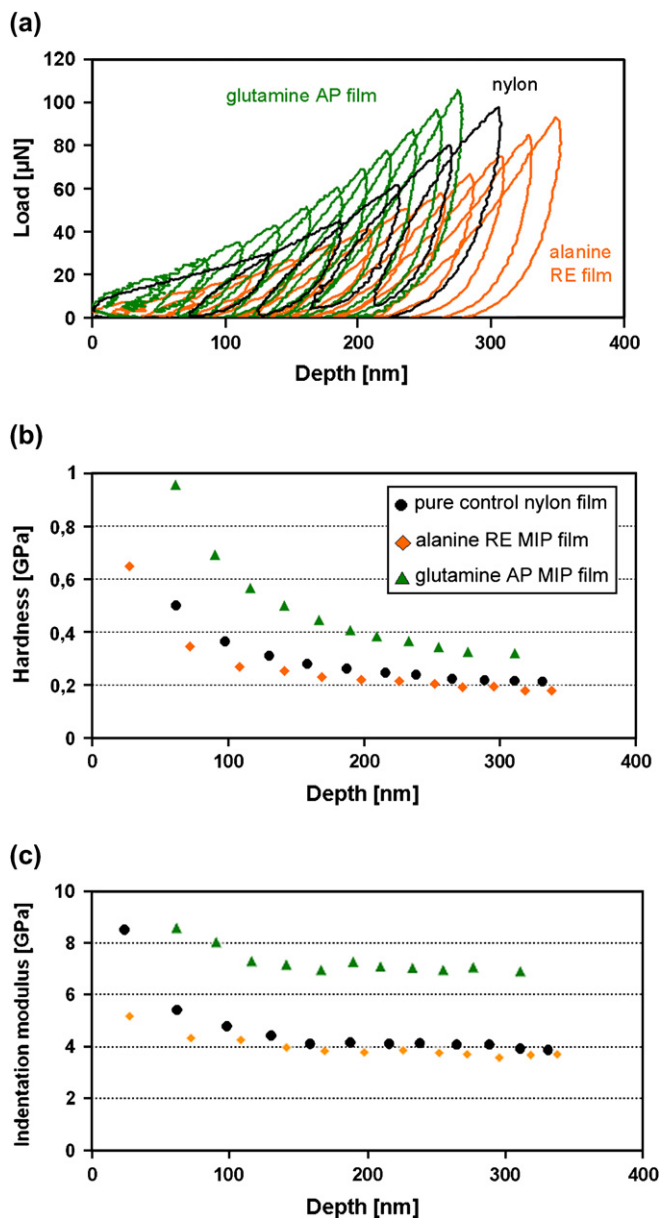 (a)
120
100
80
60
40
20
0
Load [µN]
glutamine AP film
nylon
alanine
RE film
0 100 200 300 400
Depth [nm]
(b)
1
0,8
0,6
0,4
0,2
0
Hardness [GPa]
pure control nylon film
alanine RE MIP film
glutamine AP MIP film
0 100 200 300 400
Depth [nm]
(c)
10
8
6
4
2
0
Indentation modulus [GPa]
0 100 200 300 400
Depth [nm]